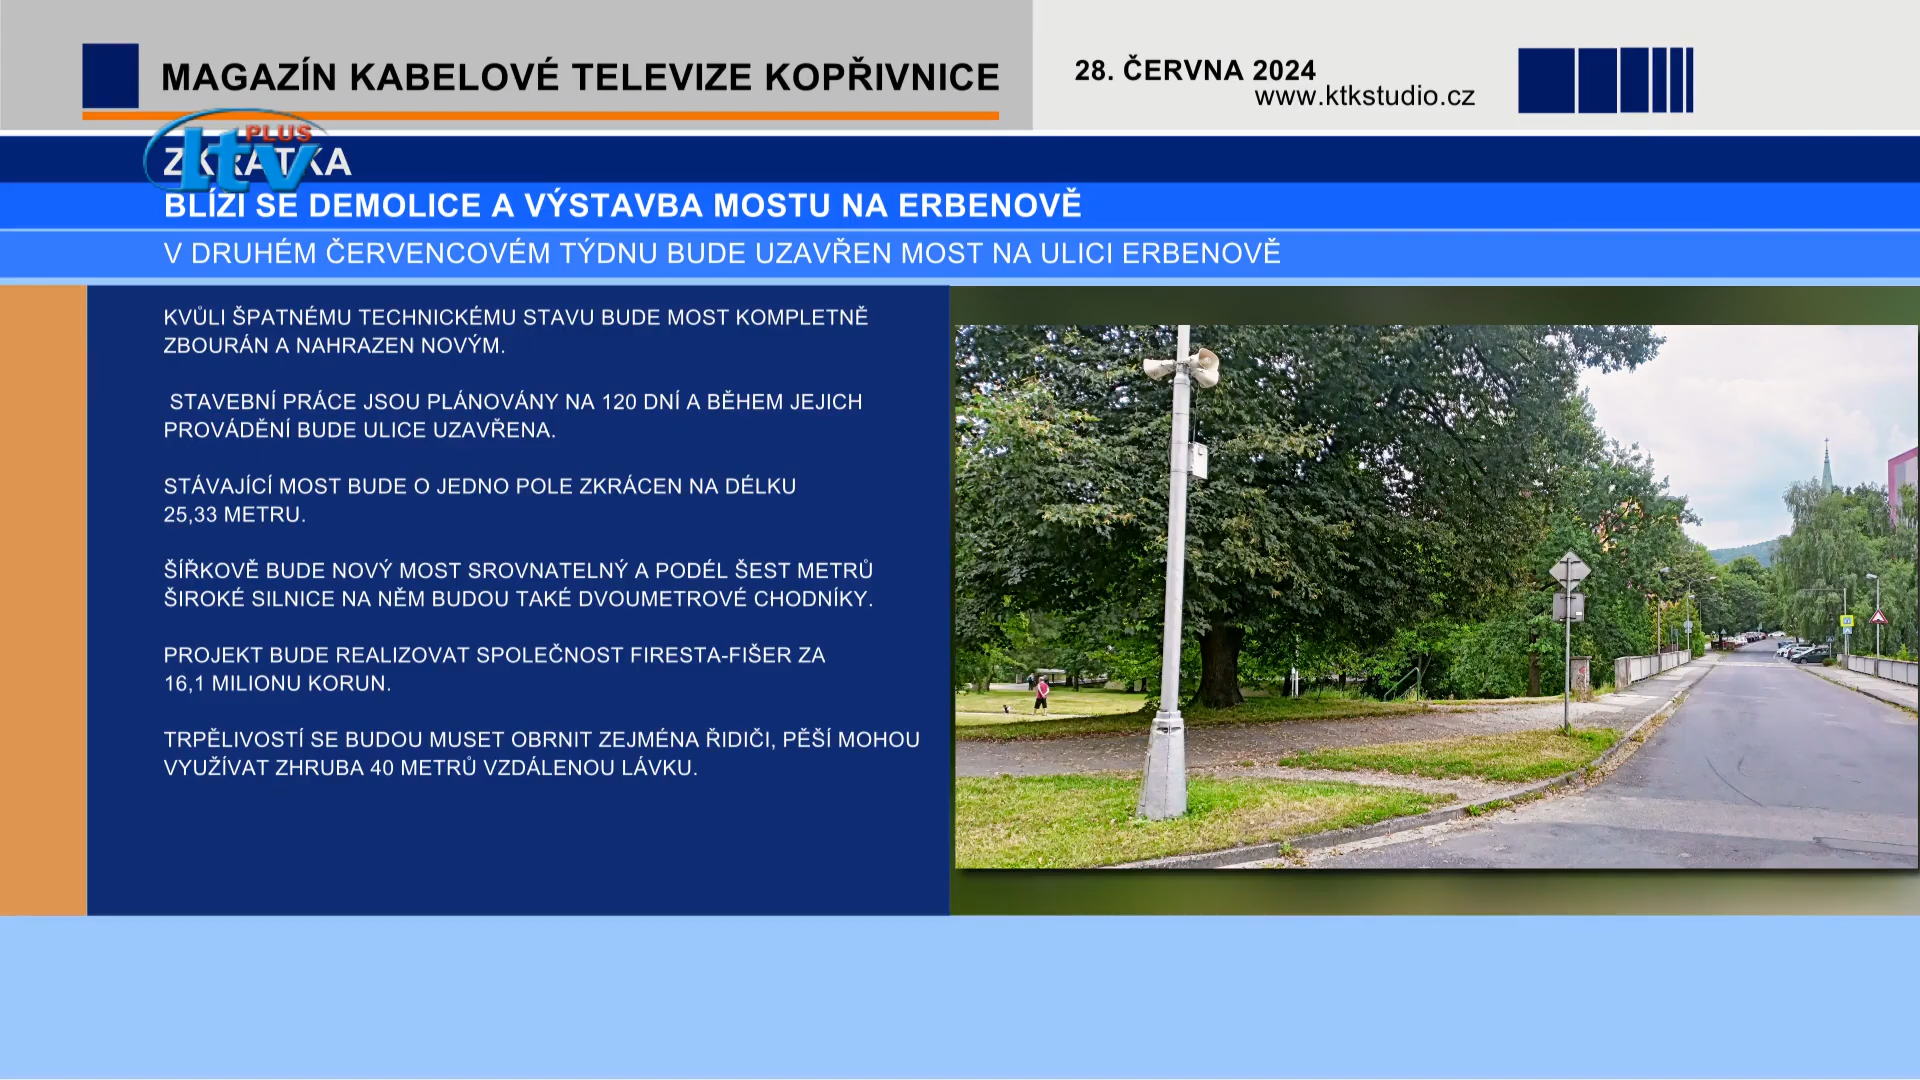 MAGAZÍN KABELOVÉ TELEVIZE KOPŘIVNICE
28. ČERVNA 2024
www.ktkstudio.cz
PLUS
ltv
ZKRÁTKA
BLÍŽÍ SE DEMOLICE A VÝSTAVBA MOSTU NA ERBENOVĚ
V DRUHÉM ČERVENCOVÉM TÝDNU BUDE UZAVŘEN MOST NA ULICI ERBENOVĚ
KVŮLI ŠPATNÉMU TECHNICKÉMU STAVU BUDE MOST KOMPLETNĚ
ZBOURÁN A NAHRAZEN NOVÝM.
STAVEBNÍ PRÁCE JSOU PLÁNOVÁNY NA 120 DNÍ A BĚHEM JEJICH
PROVÁDĚNÍ BUDE ULICE UZAVŘENA.
STÁVAJÍCÍ MOST BUDE O JEDNO POLE ZKRÁCEN NA DÉLKU
25,33 METRU.
ŠÍŘKOVĚ BUDE NOVÝ MOST SROVNATELNÝ A PODÉL ŠEST METRŮ
ŠIROKÉ SILNICE NA NĚM BUDOU TAKÉ DVOUMETROVÉ CHODNÍKY.
PROJEKT BUDE REALIZOVAT SPOLEČNOST FIRESTA-FIŠER ZA
16,1 MILIONU KORUN.
TRPĚLIVOSTÍ SE BUDOU MUSET OBRNIT ZEJMÉNA ŘIDIČI, PĚŠÍ MOHOU
VYUŽÍVAT ZHRUBA 40 METRŮ VZDÁLENOU LÁVKU.